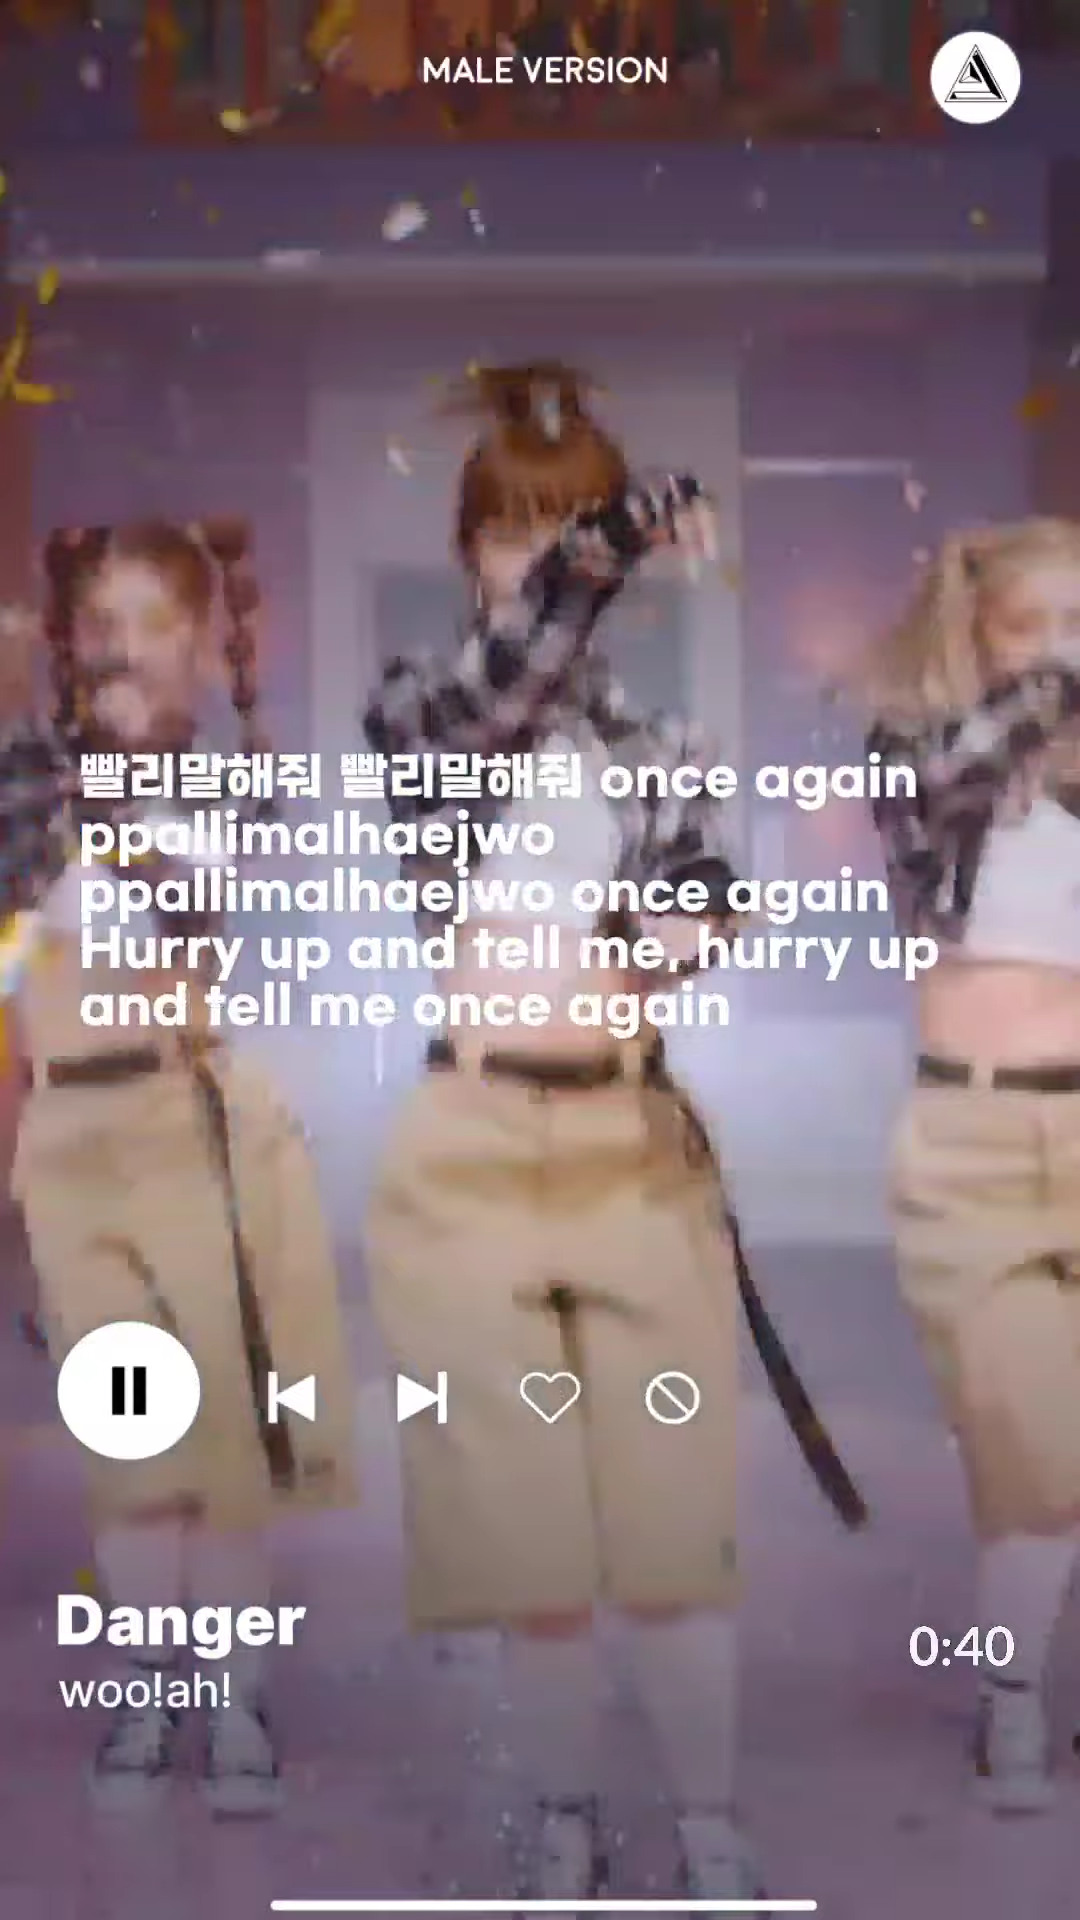 MALE VERSION
빨리말해줘 빨리말해줘 once again
ppallimalhaejwo
ppallimalhaejwo once again
Hurry up and tell me, hurry up
and tell me once again
Danger
woo!ah!
0:40